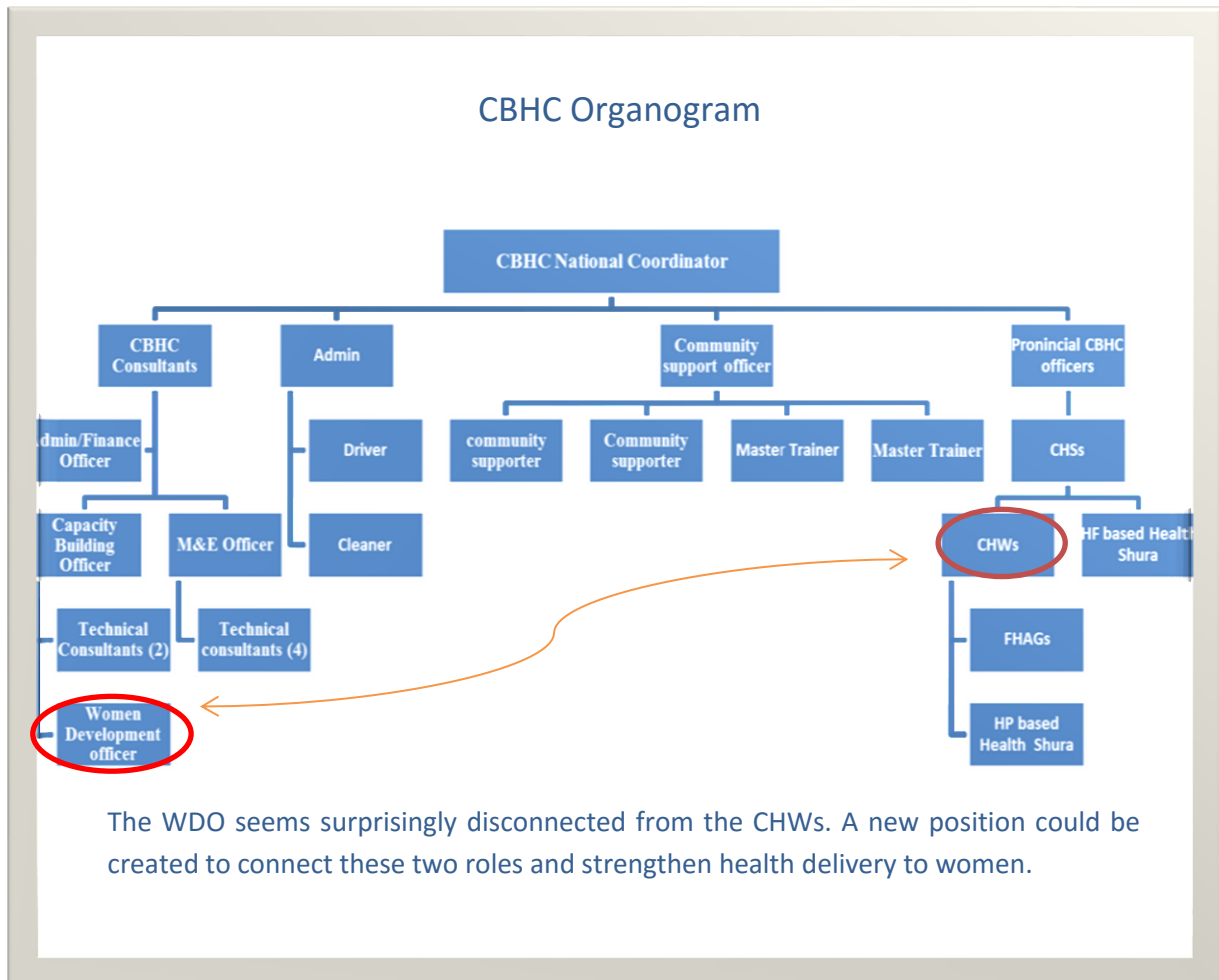 CBHC Organogram
CBHC National Coordinator
CBHC
Consultants
Admin
Community
support officer
Pronincial CBHC
officers
dmin/Finance
Officer
Driver
community
supporter
Community
supporter
Master Trainer
Master Trainer
CHSs
Capacity
Building
Officer
M&E Officer
Cleaner
CHWs
HF based Health
Shura
Technical
Consultants (2)
Technical
consultants (4)
FHAGs
Women
Development
officer
HP based
Health Shura
The WDO seems surprisingly disconnected from the CHWs. A new position could be
created to connect these two roles and strengthen health delivery to women.